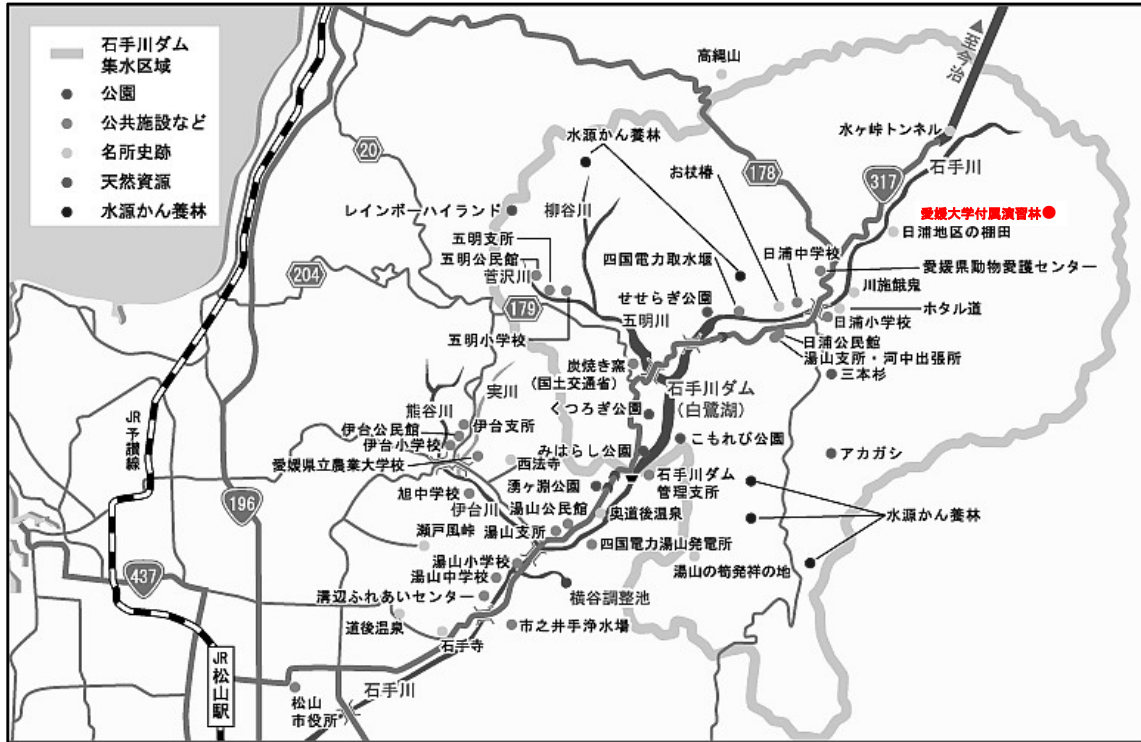 石手川ダム
集水区域
公園
公共施設など
名所史跡
天然資源
水源かん養林
高縄山
至今治
水ヶ峠トンネル
石手川
水源かん養林
20
178
お杖椿
317
愛媛大学付属演習林
レインボーハイランド
柳谷川
日浦地区の棚田
五明支所
五明公民館
菅沢川
四国電力取水堰
日浦中学校
愛媛県動物愛護センター
204
せせらぎ公園
川施餓鬼
179
五明川
ホタル道
日浦小学校
五明小学校
日浦公民館
湯山支所・河中出張所
炭焼き窯
(国土交通省)
三本杉
実川
石手川ダム
(白鷺湖)
熊谷川
くつろぎ公園
伊台支所
伊台公民館
伊台小学校
こもれび公園
みはらし公園
アカガシ
愛媛県立農業大学校
西法寺
石手川ダム
管理支所
湧ヶ淵公園
旭中学校
伊台川
湯山公民館
奥道後温泉
水源かん養林
瀬戸風峠
湯山支所
四国電力湯山発電所
湯山小学校
湯山の筍発祥の地
湯山中学校
溝辺ふれあいセンター
横谷調整池
JR予讃線
196
437
道後温泉
市之井手浄水場
石手寺
JR松山駅
石手川
松山
市役所